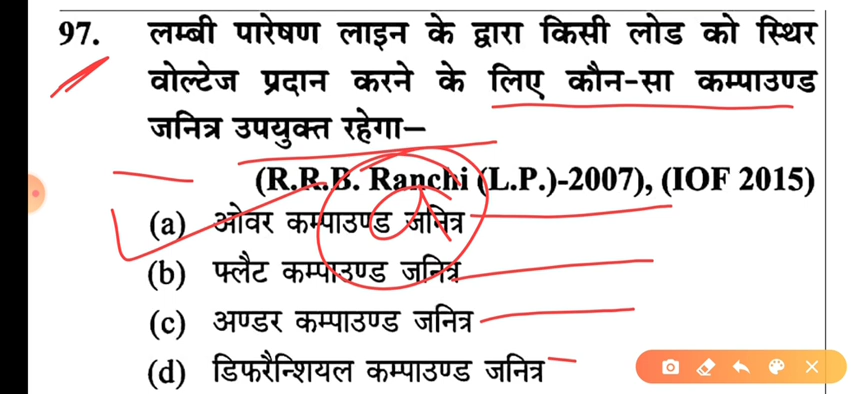 97. लम्बी पारेषण लाइन के द्वारा किसी लोड को स्थिर
वोल्टेज प्रदान करने के लिए कौन-सा कम्पाउण्ड
जनित्र उपयुक्त रहेगा–
(R.R.B. Ranchi (L.P.)-2007), (IOF 2015)
(a) ओवर कम्पाउण्ड जनित्र
a
(b) फ्लैट कम्पाउण्ड जनित्र
(c) अण्डर कम्पाउण्ड जनित्र
(d) डिफरैन्शियल कम्पाउण्ड जनित्र